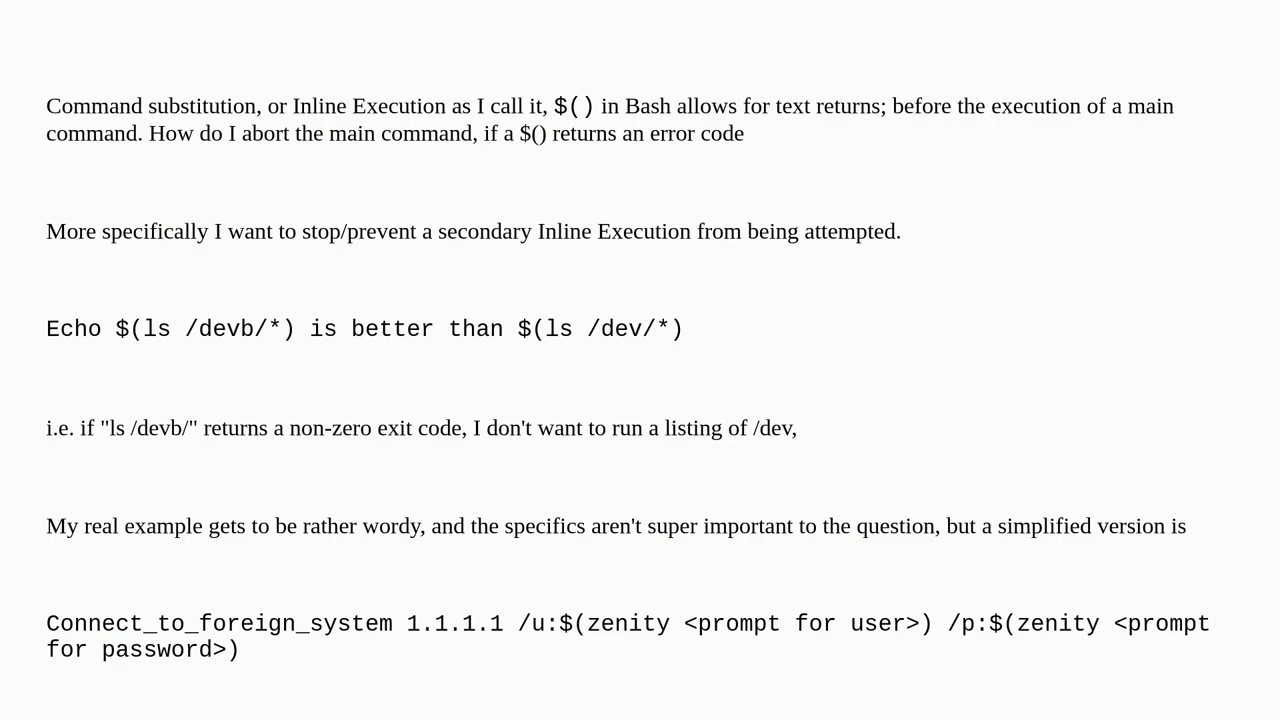 Command substitution, or Inline Execution as I call it, $() in Bash allows for text returns; before the execution of a main
command. How do I abort the main command, if a $() returns an error code
More specifically I want to stop/prevent a secondary Inline Execution from being attempted.
Echo $(ls /devb/*) is better than $(ls /dev/*)
i.e. if "ls /devb/" returns a non-zero exit code, I don't want to run a listing of /dev,
My real example gets to be rather wordy, and the specifics aren't super important to the question, but a simplified version is
Connect_to_foreign_system 1.1.1.1 /u:$(zenity <prompt for user>) /p:$(zenity <prompt
for password>)